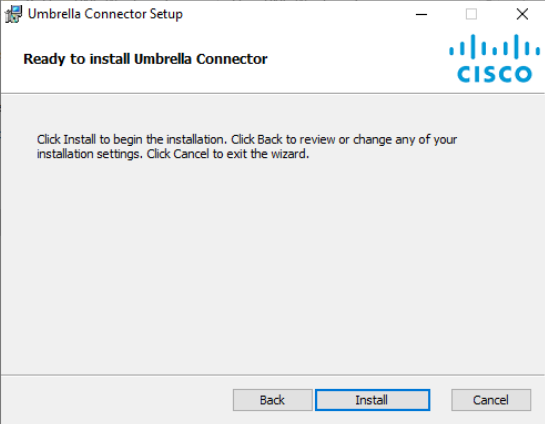 Umbrella Connector Setup
Ready to install Umbrella Connector
CISCO
Click Install to begin the installation. Click Back to review or change any of your
installation settings. Click Cancel to exit the wizard.
Back Install Cancel